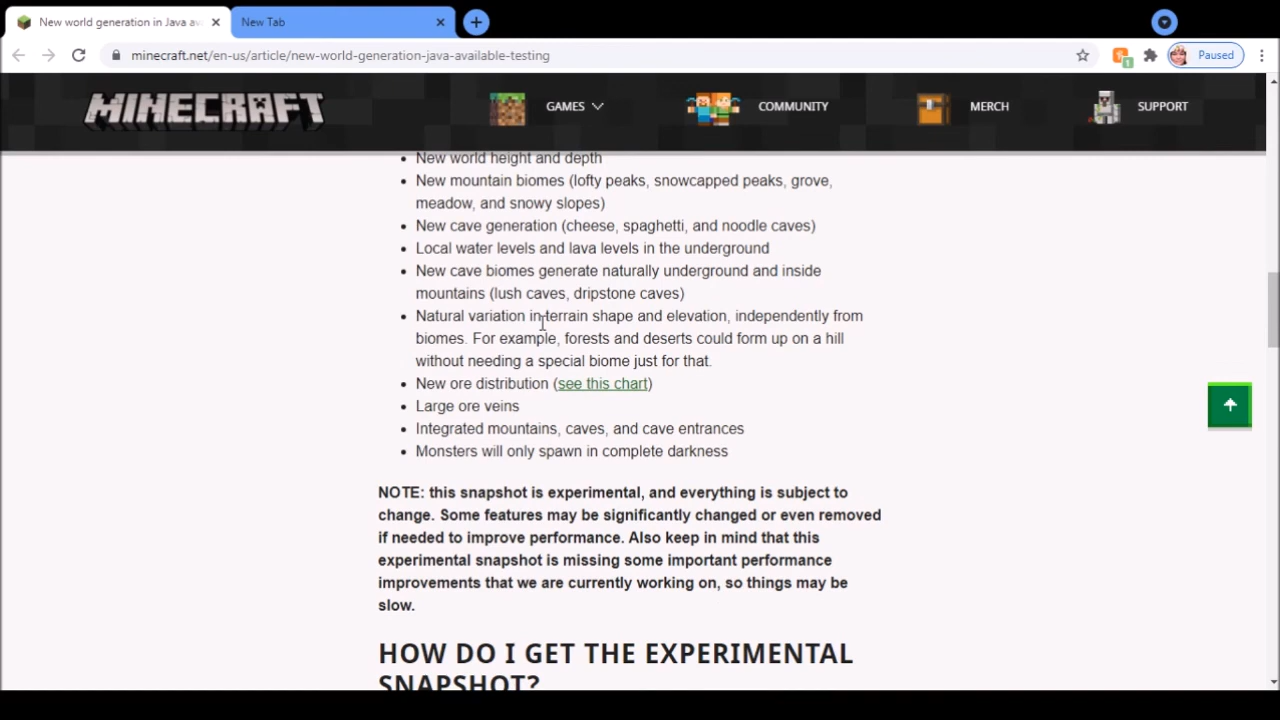 New world generation in Java av
New Tab
minecraft.net/en-us/article/new-world-generation-java-available-testing
1
Paused
MINECRAFT
GAMES
COMMUNITY
MERCH
SUPPORT
• New world height and depth
• New mountain biomes (lofty peaks, snowcapped peaks, grove,
meadow, and snowy slopes)
• New cave generation (cheese, spaghetti, and noodle caves)
• Local water levels and lava levels in the underground
• New cave biomes generate naturally underground and inside
mountains (lush caves, dripstone caves)
• Natural variation in terrain shape and elevation, independently from
biomes. For example, forests and deserts could form up on a hill
without needing a special biome just for that.
• New ore distribution (see this chart)
• Large ore veins
• Integrated mountains, caves, and cave entrances
• Monsters will only spawn in complete darkness
NOTE: this snapshot is experimental, and everything is subject to
change. Some features may be significantly changed or even removed
if needed to improve performance. Also keep in mind that this
experimental snapshot is missing some important performance
improvements that we are currently working on, so things may be
slow.
HOW DO I GET THE EXPERIMENTAL
SNAPSHOT?